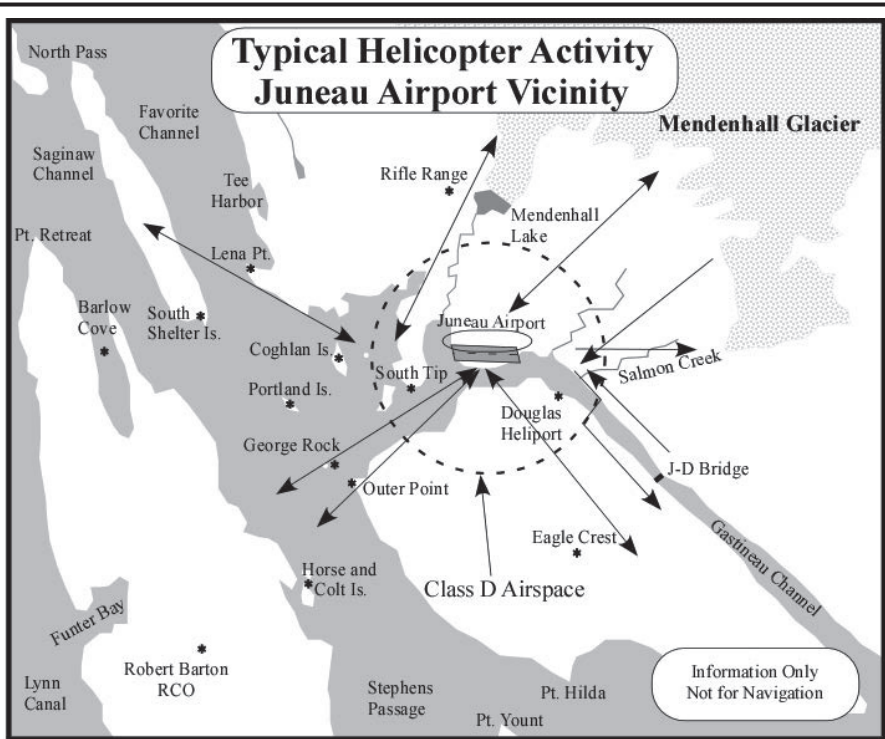 Typical Helicopter Activity
Juneau Airport Vicinity
North Pass
Favorite
Channel
Saginaw
Channel
Mendenhall Glacier
Rifle Range
Tee
Harbor
Mendenhall
Lake
Pt. Retreat
Lena Pt.
Barlow
Cove
South
Shelter Is.
Juneau Airport
Coghlan Is.
South Tip
Salmon Creek
Portland Is.
Douglas
Heliport
George Rock
J-D Bridge
Outer Point
Eagle Crest
Gastineau Channel
Horse and
Colt Is.
Class D Airspace
Funter Bay
Robert Barton
RCO
Lynn
Canal
Stephens
Passage
Pt. Hilda
Pt. Yount
Information Only
Not for Navigation